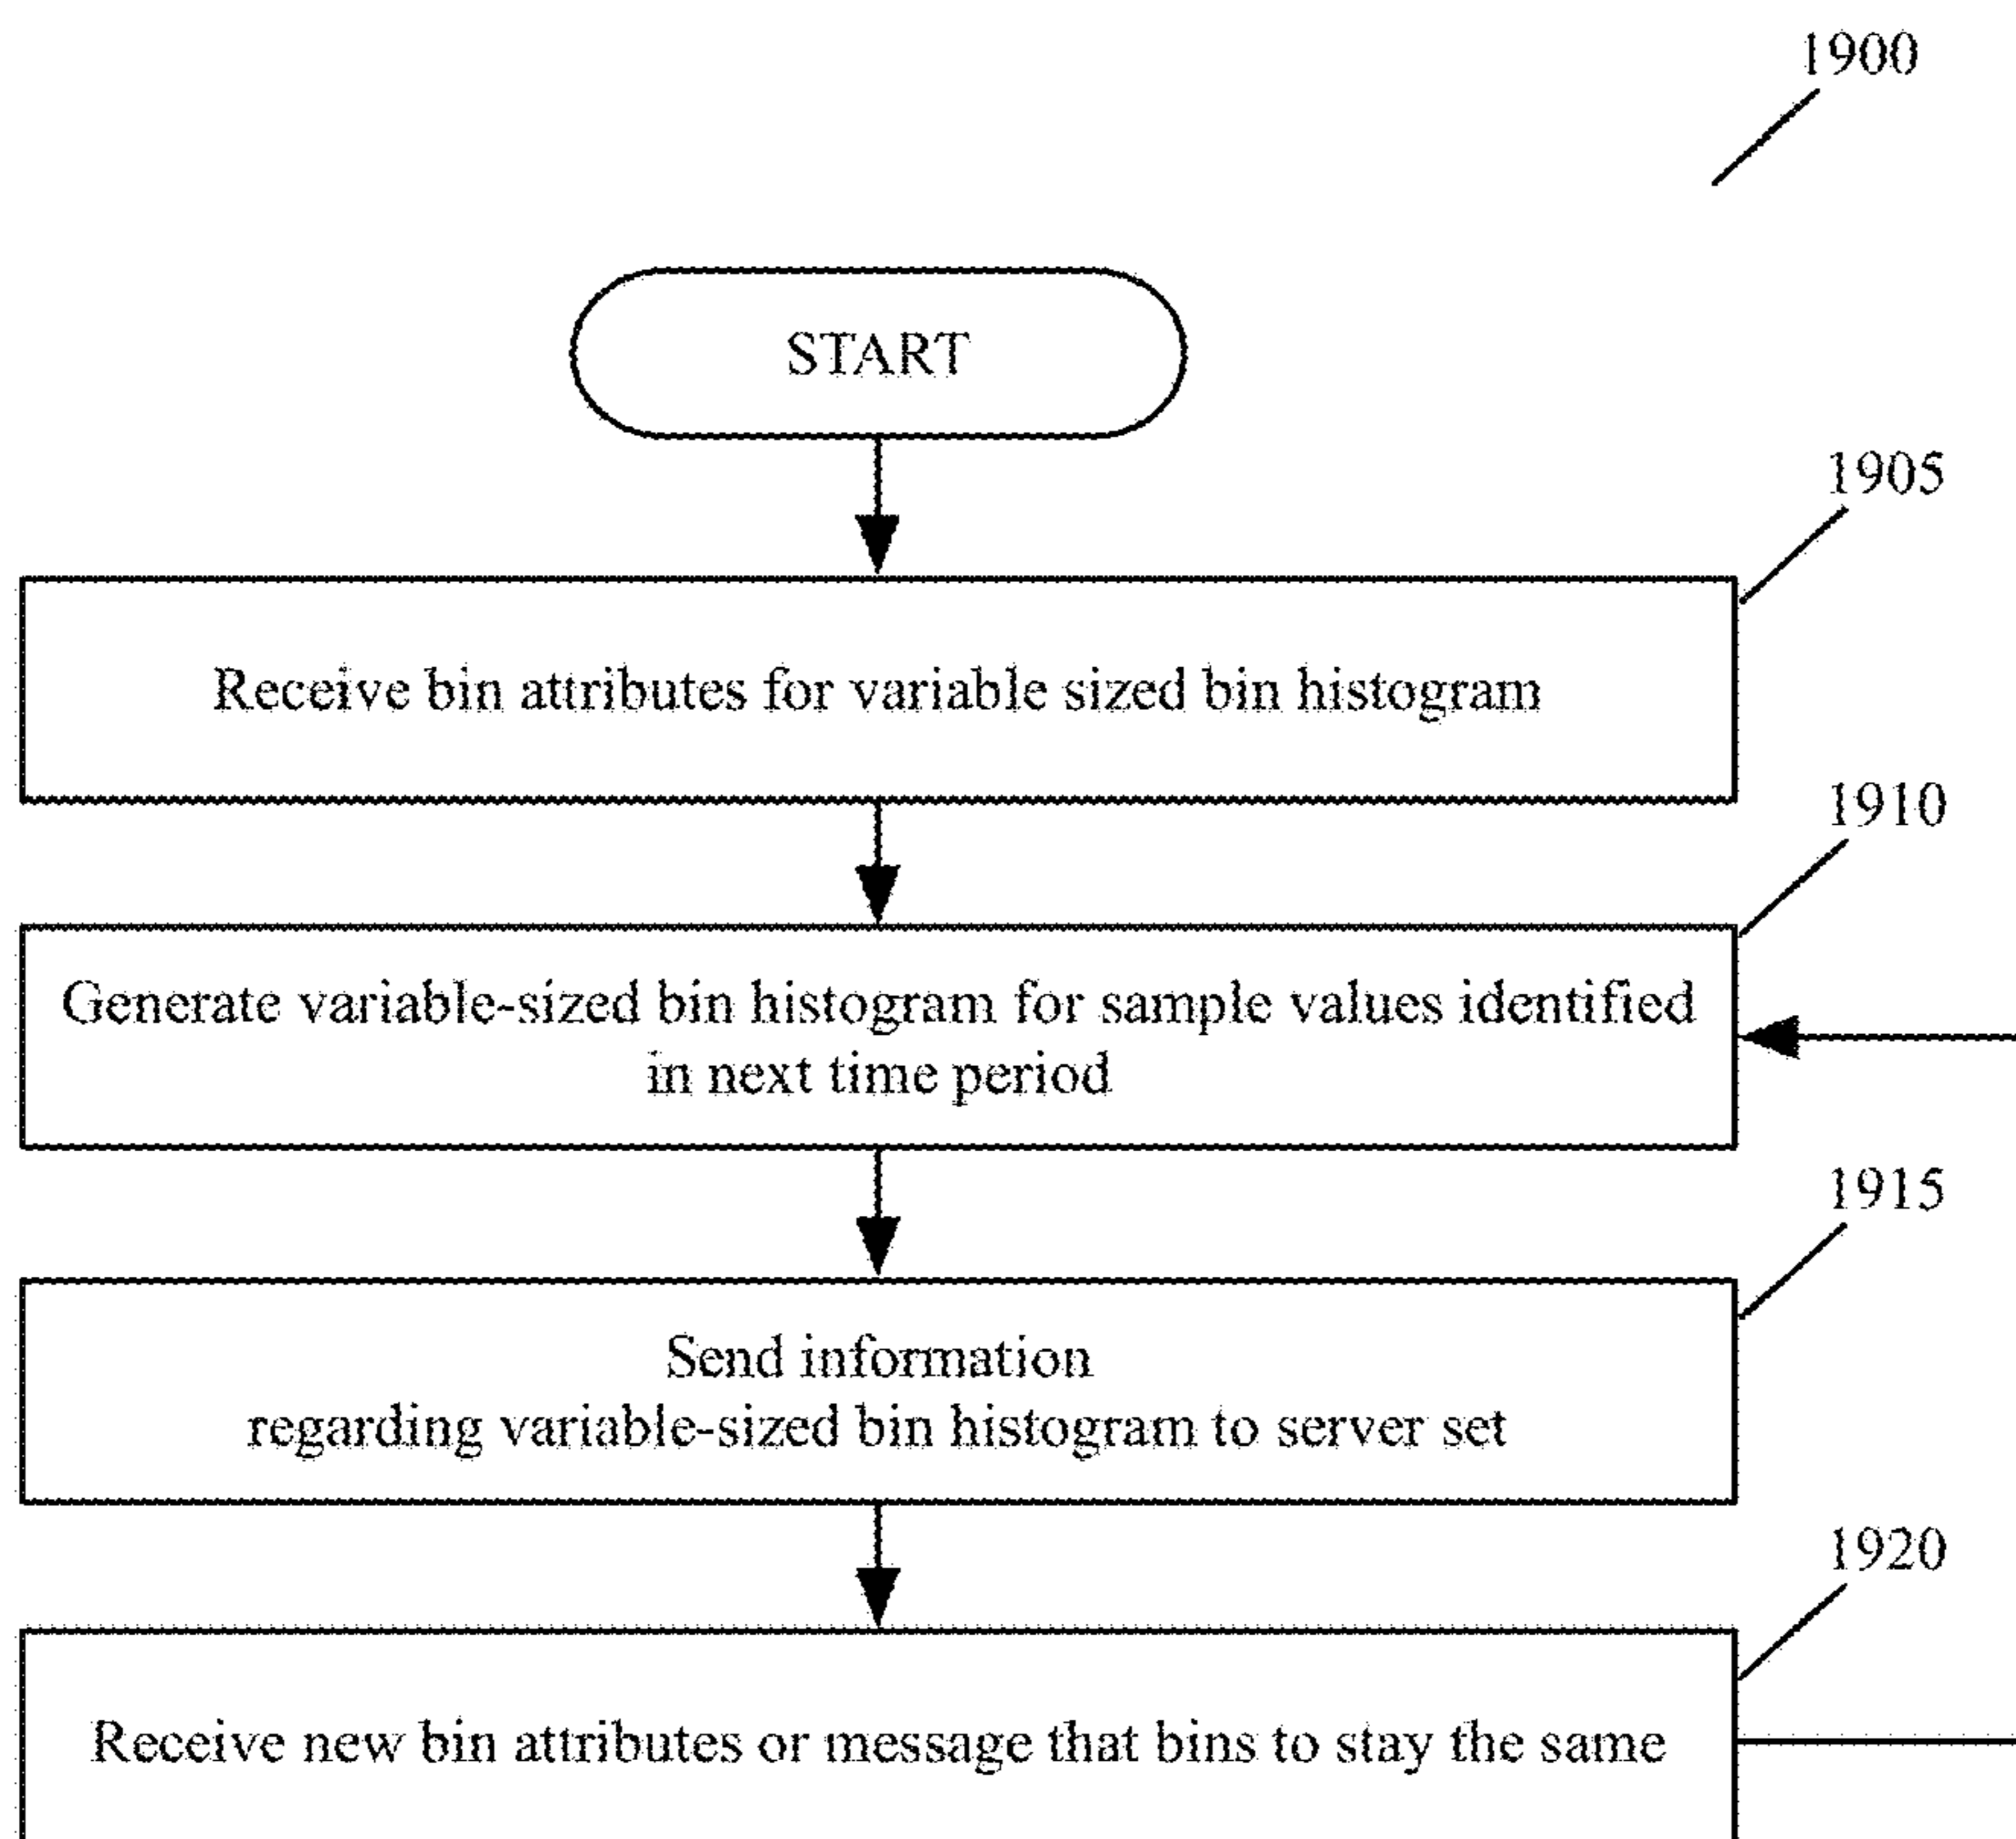 1900
START
1905
Receive bin attributes for variable sized bin histogram
1910
Generate variable-sized bin histogram for sample values identified
in next time period
1915
Send information
regarding variable-sized bin histogram to server set
1920
Receive new bin attributes or message that bins to stay the same